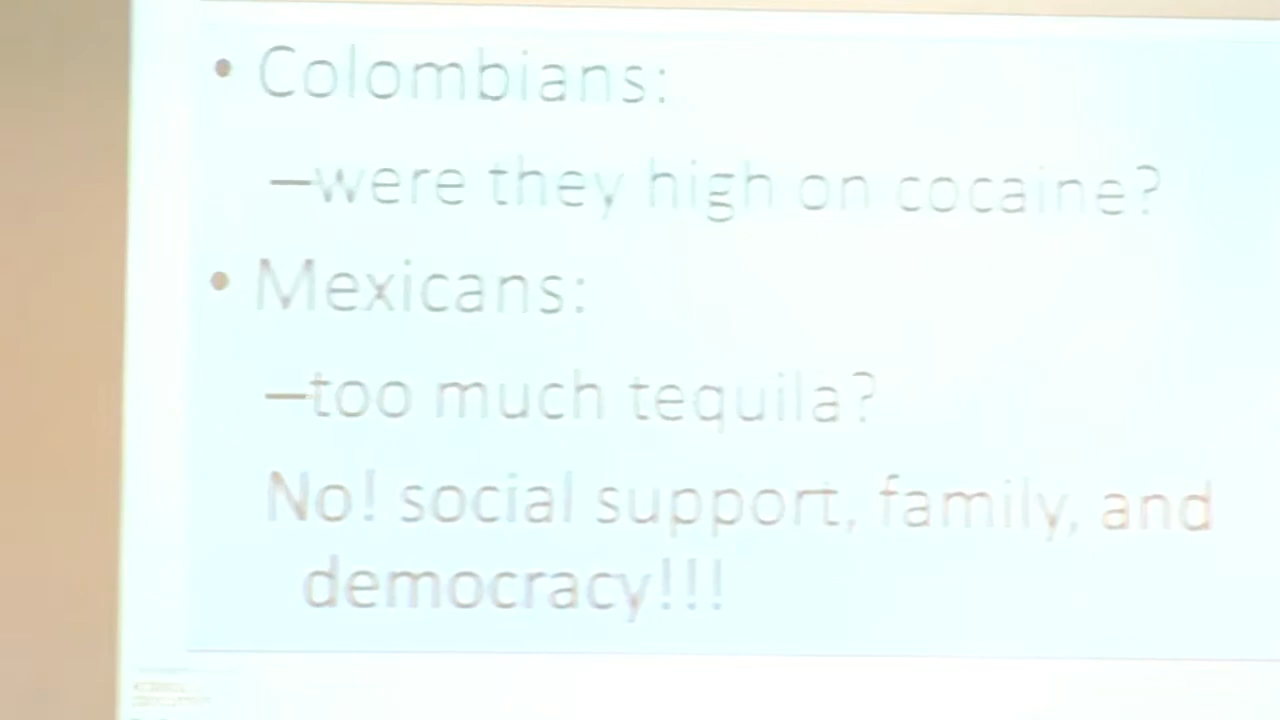 • Colombians:
–were they high on cocaine?
• Mexicans:
–too much tequila?
No! social support, family, and
democracy!!!